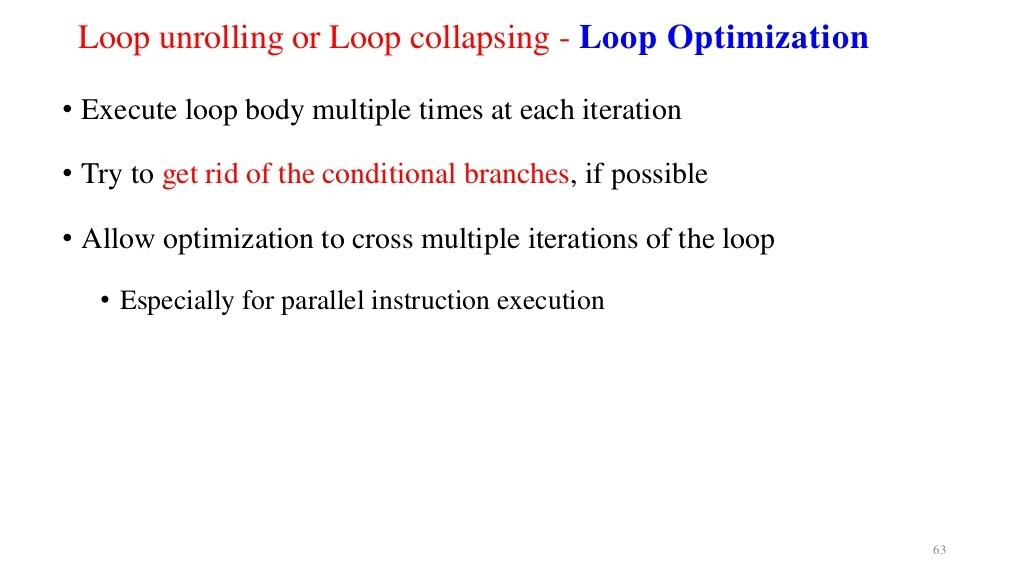 Loop unrolling or Loop collapsing - Loop Optimization
• Execute loop body multiple times at each iteration
• Try to get rid of the conditional branches, if possible
• Allow optimization to cross multiple iterations of the loop
• Especially for parallel instruction execution
63